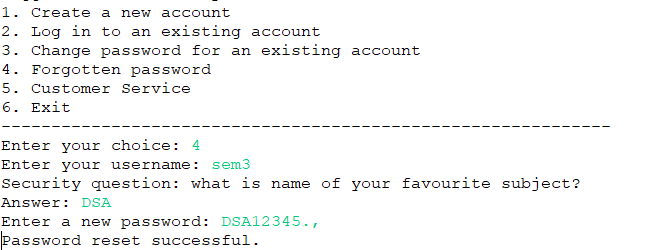 1. Create a new account
2. Log in to an existing account
3. Change password for an existing account
4. Forgotten password
5. Customer Service
6. Exit
-------------------------------------------------------------
Enter your choice: 4
Enter your username: sem3
Security question: what is name of your favourite subject?
Answer: DSA
Enter a new password: DSA12345.,
Password reset successful.